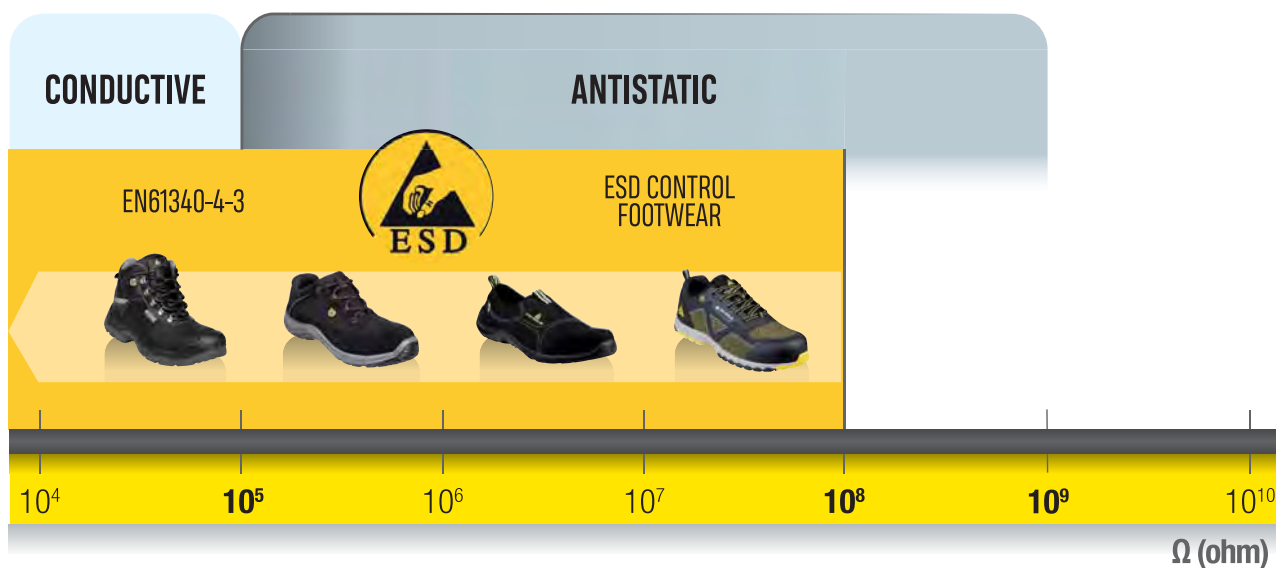 CONDUCTIVE
ANTISTATIC
EN61340-4-3
ESD
ESD CONTROL
FOOTWEAR
10⁴
10⁵
10⁶
10⁷
10⁸
10⁹
10¹⁰
Ω (ohm)